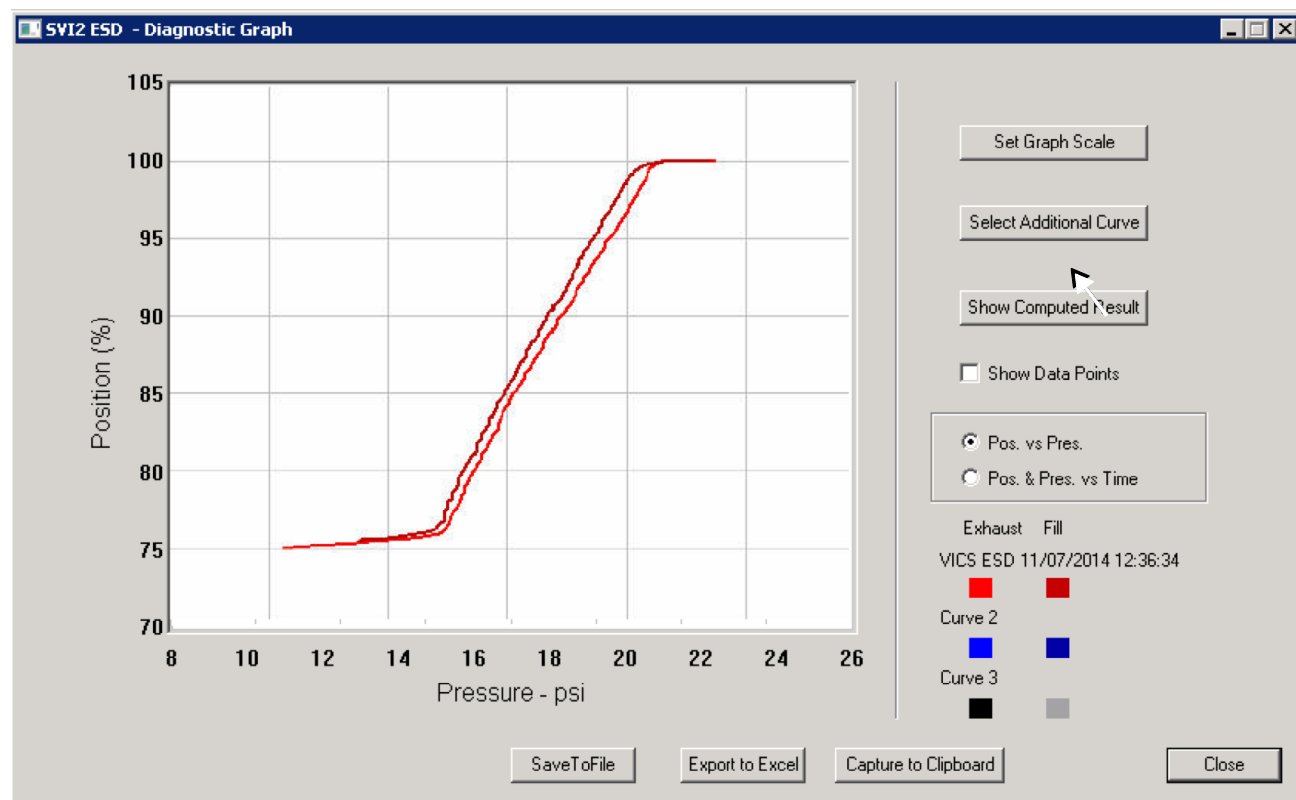 SVI2 ESD - Diagnostic Graph
105
100
95
90
85
80
75
70
Position (%)
8 10 12 14 16 18 20 22 24 26
Pressure - psi
Set Graph Scale
Select Additional Curve
Show Computed Result
Show Data Points
Pos. vs Pres.
Pos. & Pres. vs Time
Exhaust Fill
VICS ESD 11/07/2014 12:36:34
Curve 2
Curve 3
SaveToFile
Export to Excel
Capture to Clipboard
Close